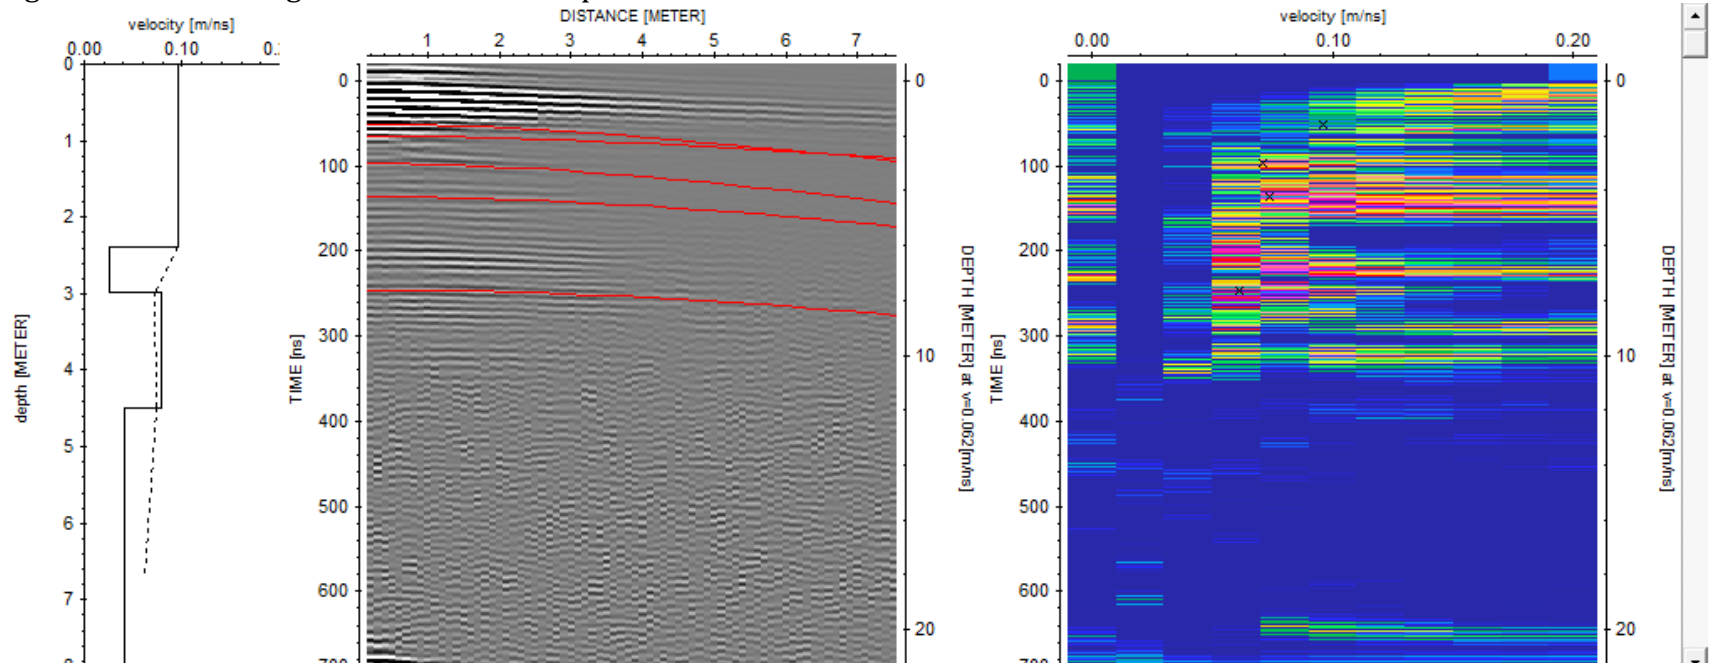 velocity [m/ns]
0.00 0.10
0
1
2
3
4
5
6
7
depth [METER]
DISTANCE [METER]
1 2 3 4 5 6 7
0
100
200
300
400
500
600
TIME [ns]
0
10
20
DEPTH [METER] at v=0.062[m/ns]
velocity [m/ns]
0.00 0.10 0.20
0
100
200
300
400
500
600
TIME [ns]
0
10
20
DEPTH [METER] at v=0.062[m/ns]